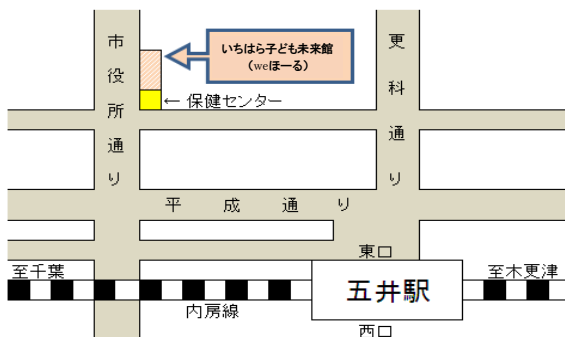 市役所通り
いちはら子ども未来館
(weほーる)
更科通り
← 保健センター
平成通り
東口
至千葉
至木更津
五井駅
内房線
西口